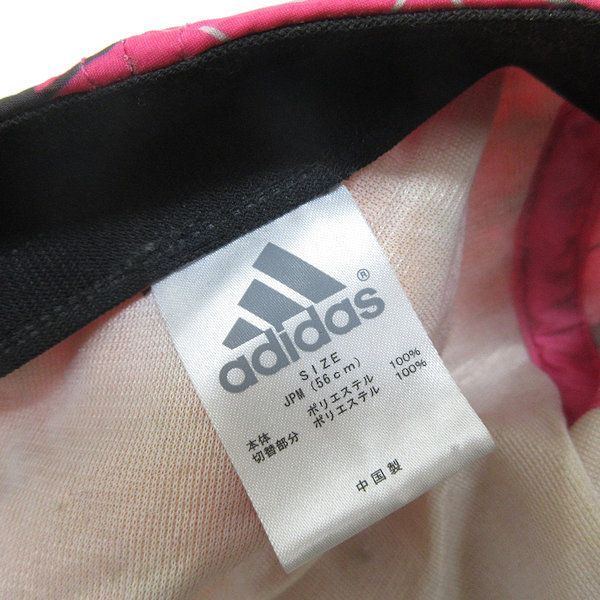 adidas®
SIZE
JPM (56cm)
本体 ポリエステル 100%
切替部分 ポリエステル 100%
中国製